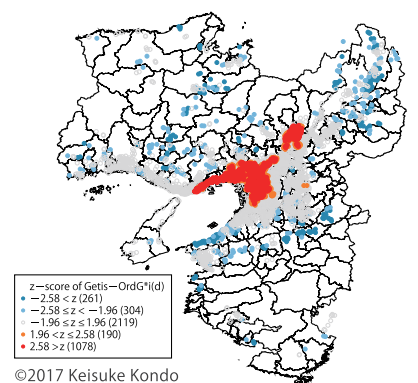 z−score of Getis−OrdG*i(d)
−2.58 < z (261)
−2.58 ≤ z < −1.96 (304)
−1.96 ≤ z ≤ 1.96 (2119)
1.96 < z ≤ 2.58 (190)
2.58 > z (1078)
©2017 Keisuke Kondo